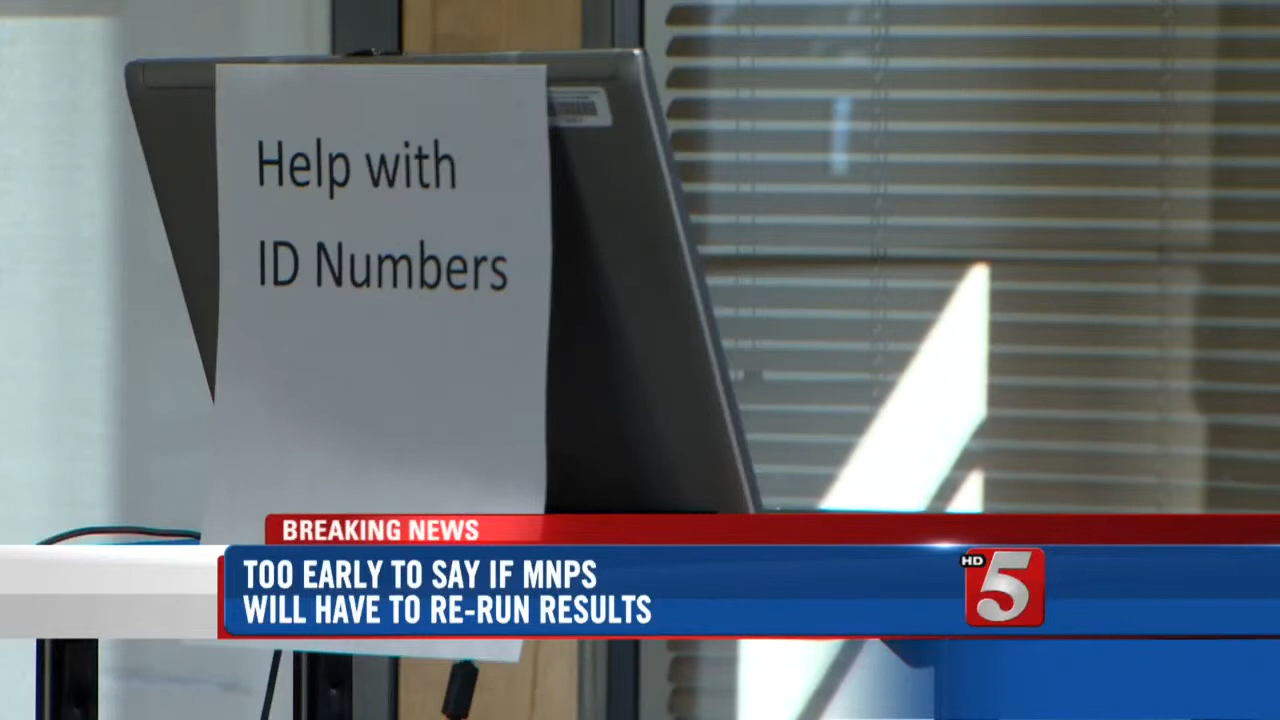 Help with
ID Numbers
BREAKING NEWS
TOO EARLY TO SAY IF MNPS
WILL HAVE TO RE-RUN RESULTS
HD
5